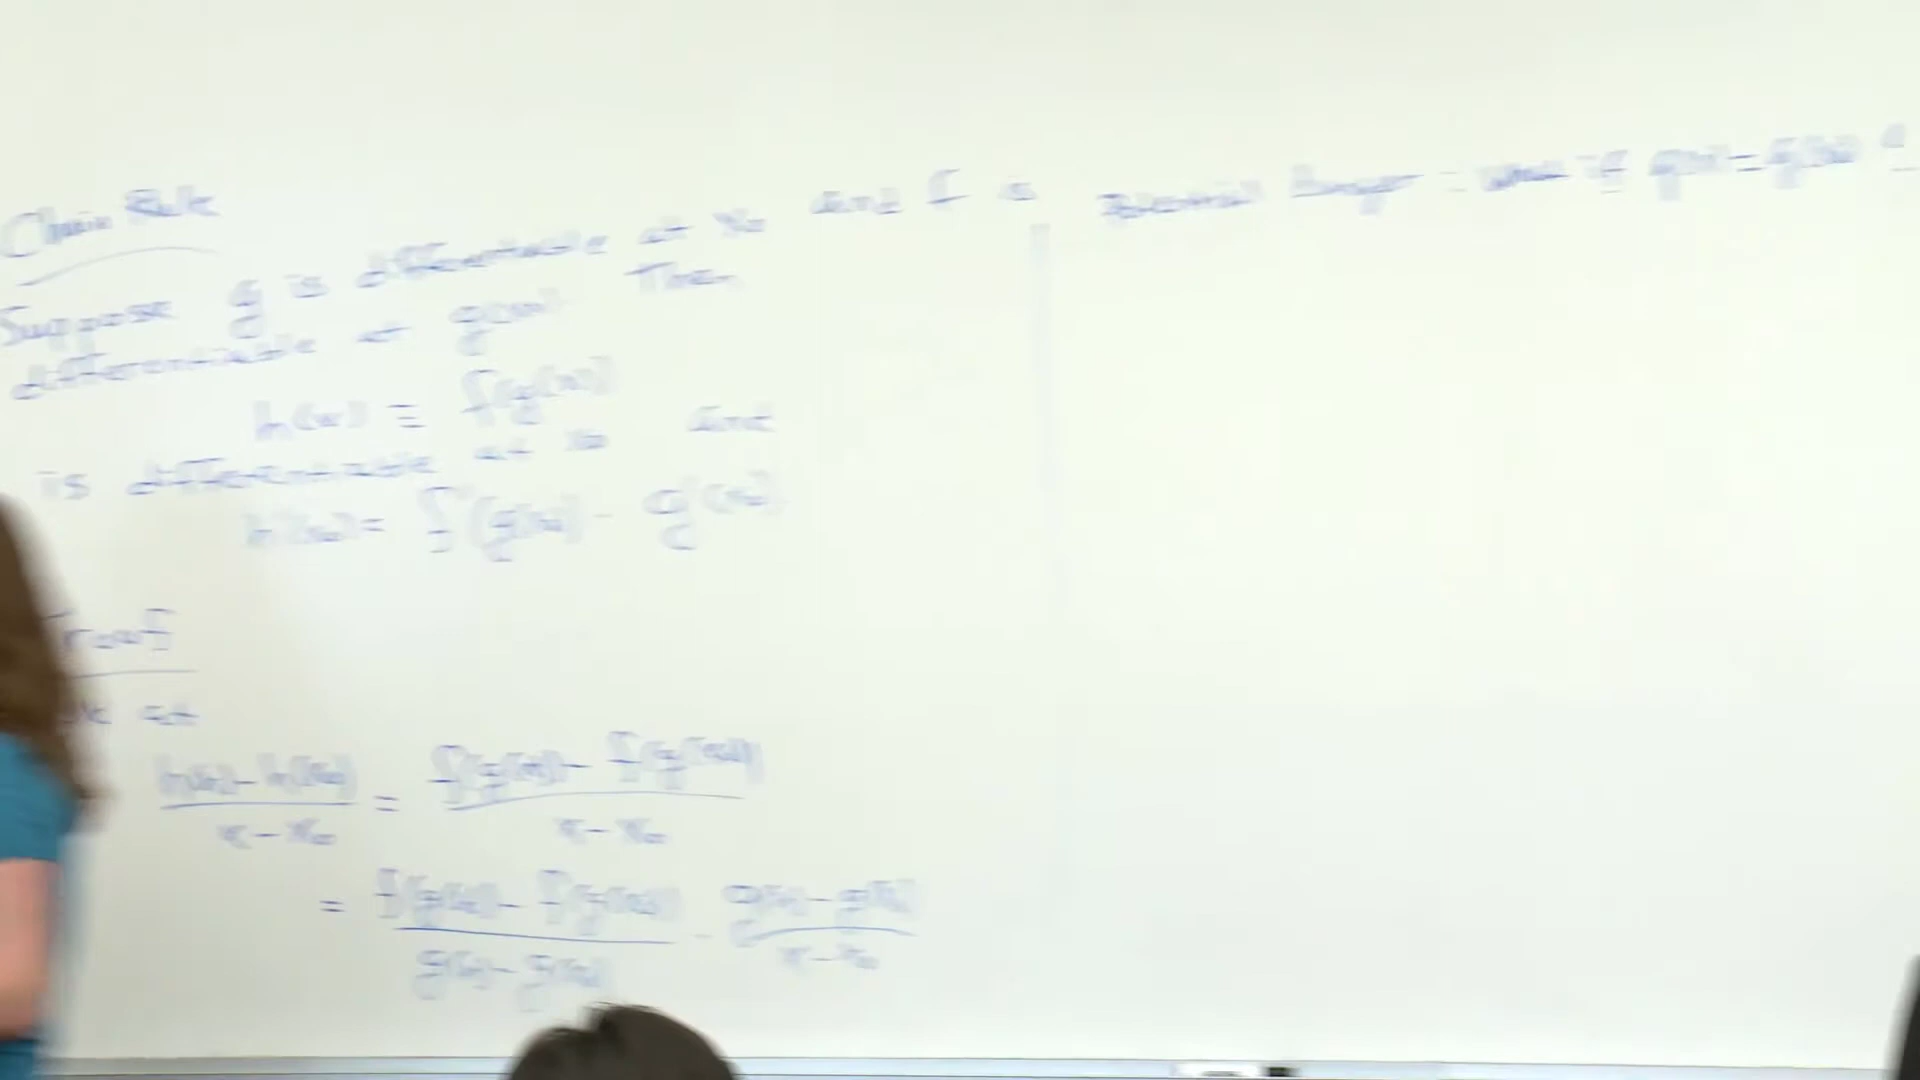 Chain Rule
Suppose g is differentiable at x₀ and f is
differentiable at g(x₀). Then
h(x) = f(g(x))
is differentiable at x₀ and
h'(x₀) = f'(g(x₀)) · g'(x₀)
Proof
at
(h(x) - h(x₀))/(x - x₀) = (f(g(x)) - f(g(x₀)))/(x - x₀)
= (f(g(x)) - f(g(x₀)))/(g(x) - g(x₀)) · (g(x) - g(x₀))/(x - x₀)
Potential danger: what if g(x) = g(x₀)